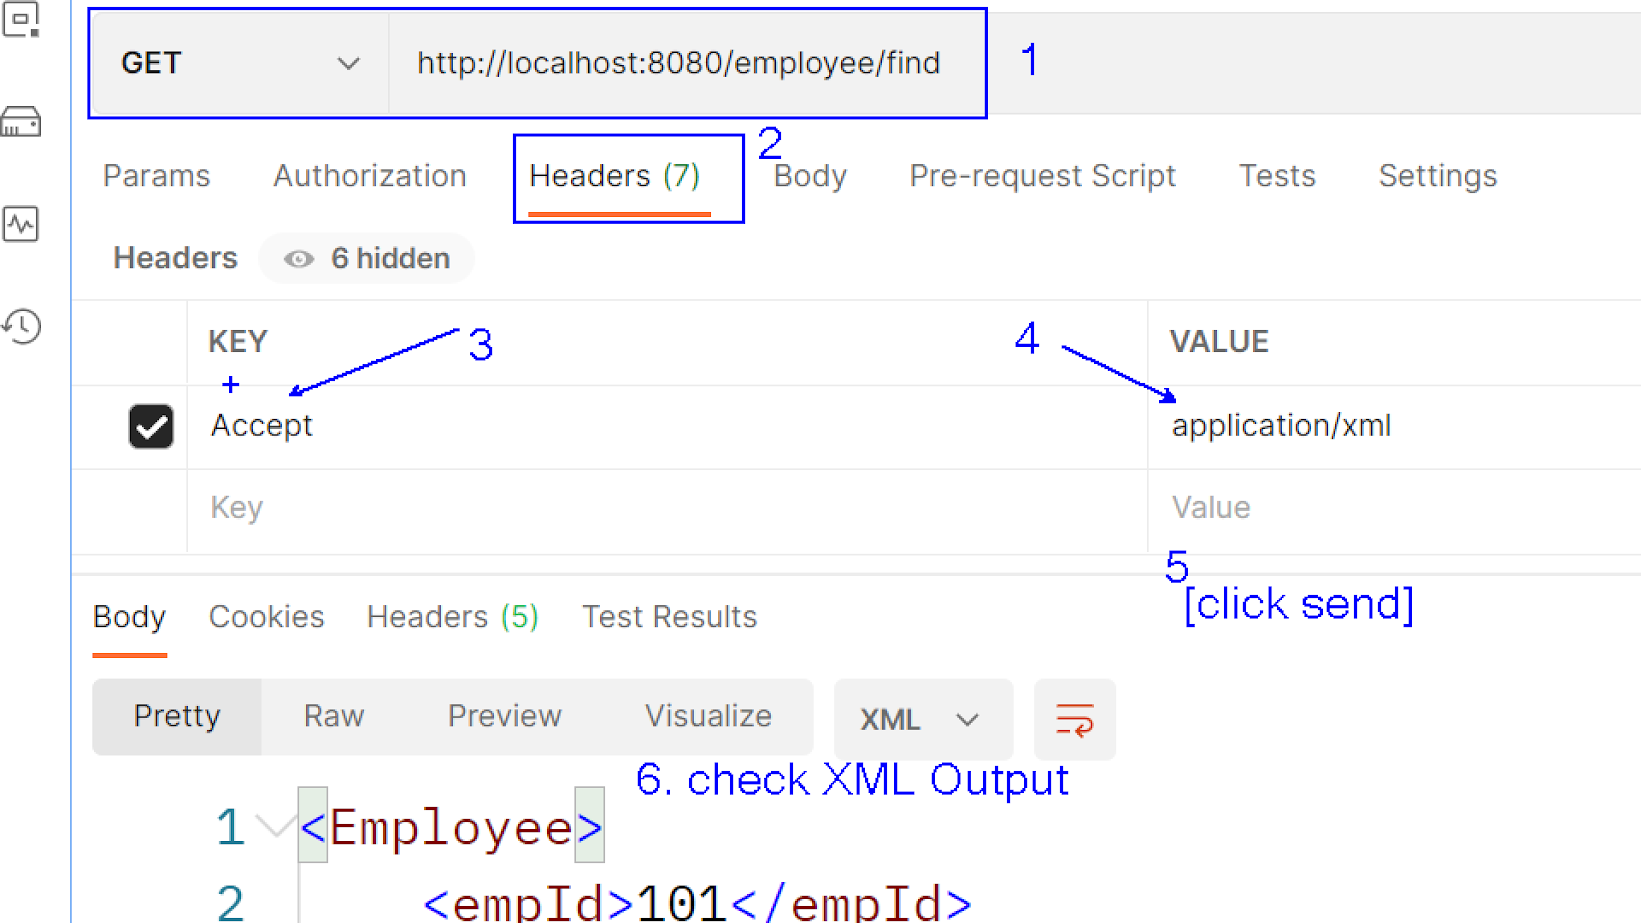 GET http://localhost:8080/employee/find 1
2
Params Authorization Headers (7) Body Pre-request Script Tests Settings
Headers 6 hidden
KEY 3 4 VALUE
+
Accept application/xml
Key Value
5
[click send]
Body Cookies Headers (5) Test Results
Pretty Raw Preview Visualize XML
6. check XML Output
1 <Employee>
2 <empId>101</empId>